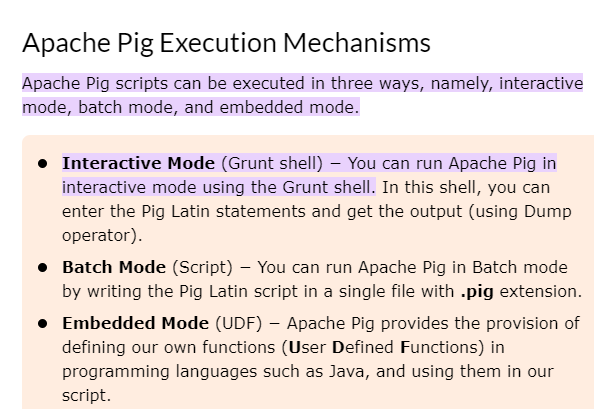 Apache Pig Execution Mechanisms
Apache Pig scripts can be executed in three ways, namely, interactive
mode, batch mode, and embedded mode.
● Interactive Mode (Grunt shell) − You can run Apache Pig in
interactive mode using the Grunt shell. In this shell, you can
enter the Pig Latin statements and get the output (using Dump
operator).
● Batch Mode (Script) − You can run Apache Pig in Batch mode
by writing the Pig Latin script in a single file with .pig extension.
● Embedded Mode (UDF) − Apache Pig provides the provision of
defining our own functions (User Defined Functions) in
programming languages such as Java, and using them in our
script.